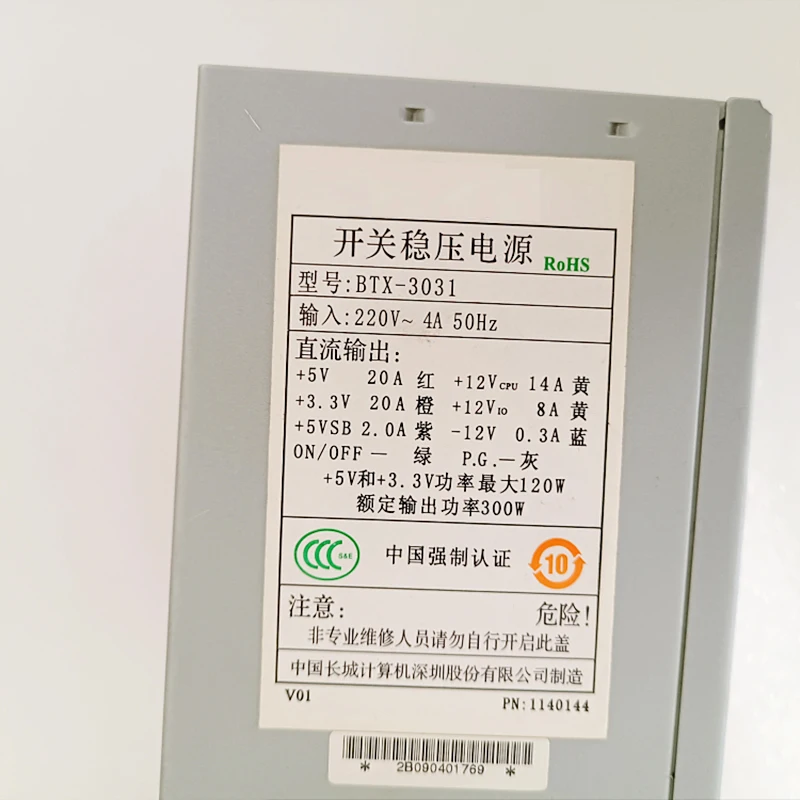 开关稳压电源 RoHS
型号:BTX-3031
输入:220V~ 4A 50Hz
直流输出:
+5V 20A 红 +12VCPU 14A 黄
+3.3V 20A 橙 +12VIO 8A 黄
+5VSB 2.0A 紫 -12V 0.3A 蓝
ON/OFF — 绿 P.G.—灰
+5V和+3.3V功率最大120W
额定输出功率300W
CCC S&E 中国强制认证 10
注意: 危险!
非专业维修人员请勿自行开启此盖
中国长城计算机深圳股份有限公司制造
V01 PN:1140144
* 2B090401769 *